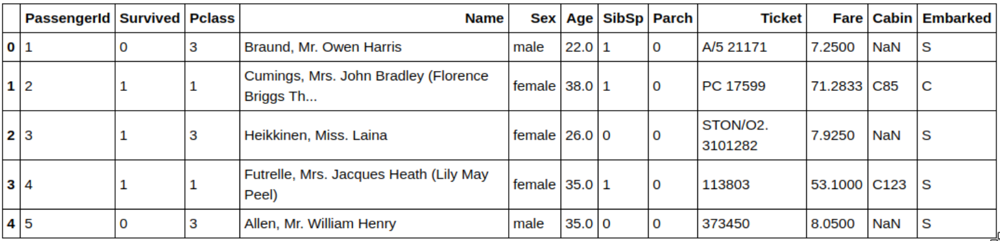 PassengerId Survived Pclass Name Sex Age SibSp Parch Ticket Fare Cabin Embarked
0 1 0 3 Braund, Mr. Owen Harris male 22.0 1 0 A/5 21171 7.2500 NaN S
1 2 1 1 Cumings, Mrs. John Bradley (Florence
Briggs Th... female 38.0 1 0 PC 17599 71.2833 C85 C
2 3 1 3 Heikkinen, Miss. Laina female 26.0 0 0 STON/O2.
3101282 7.9250 NaN S
3 4 1 1 Futrelle, Mrs. Jacques Heath (Lily May
Peel) female 35.0 1 0 113803 53.1000 C123 S
4 5 0 3 Allen, Mr. William Henry male 35.0 0 0 373450 8.0500 NaN S